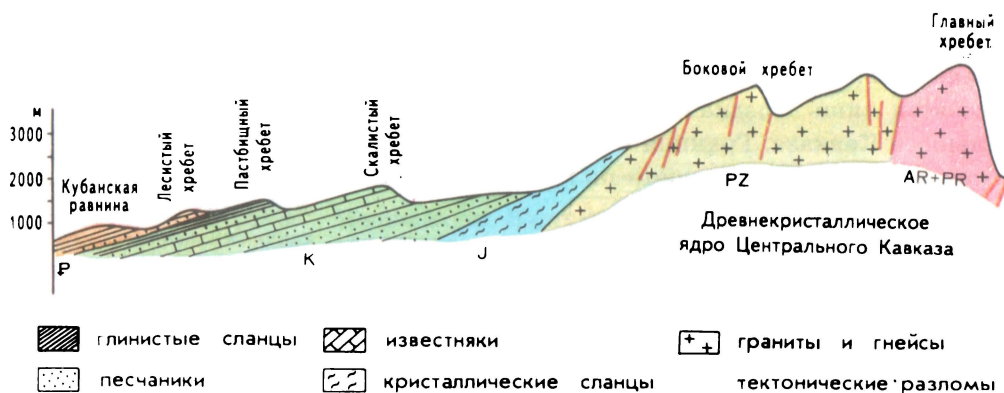 Главный
хребет
Боковой хребет
м
3000
2000
1000
Кубанская
равнина
Лесистый
хребет
Пастбищный
хребет
Скалистый
хребет
К
J
PZ
AR+PR
Древнекристаллическое
ядро Центрального Кавказа
глинистые сланцы
известняки
граниты и гнейсы
песчаники
кристаллические сланцы
тектонические разломы